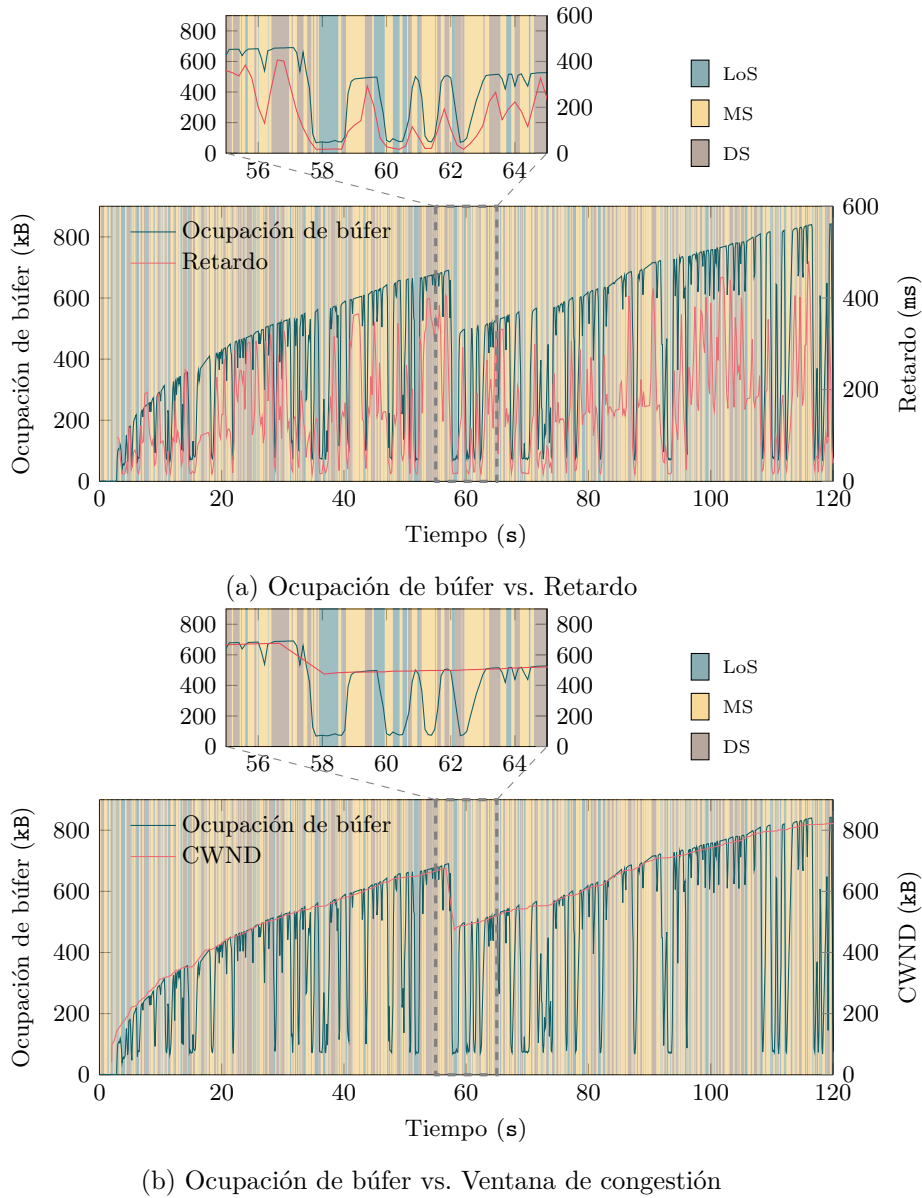 800
600
400
200
0
600
400
200
0
56 58 60 62 64
LoS
MS
DS
Ocupación de búfer (kB)
800
600
400
200
0
Ocupación de búfer
Retardo
600
400
200
0
Retardo (ms)
0 20 40 60 80 100 120
Tiempo (s)
(a) Ocupación de búfer vs. Retardo
800
600
400
200
0
800
600
400
200
0
56 58 60 62 64
LoS
MS
DS
Ocupación de búfer (kB)
800
600
400
200
0
Ocupación de búfer
CWND
800
600
400
200
0
CWND (kB)
0 20 40 60 80 100 120
Tiempo (s)
(b) Ocupación de búfer vs. Ventana de congestión